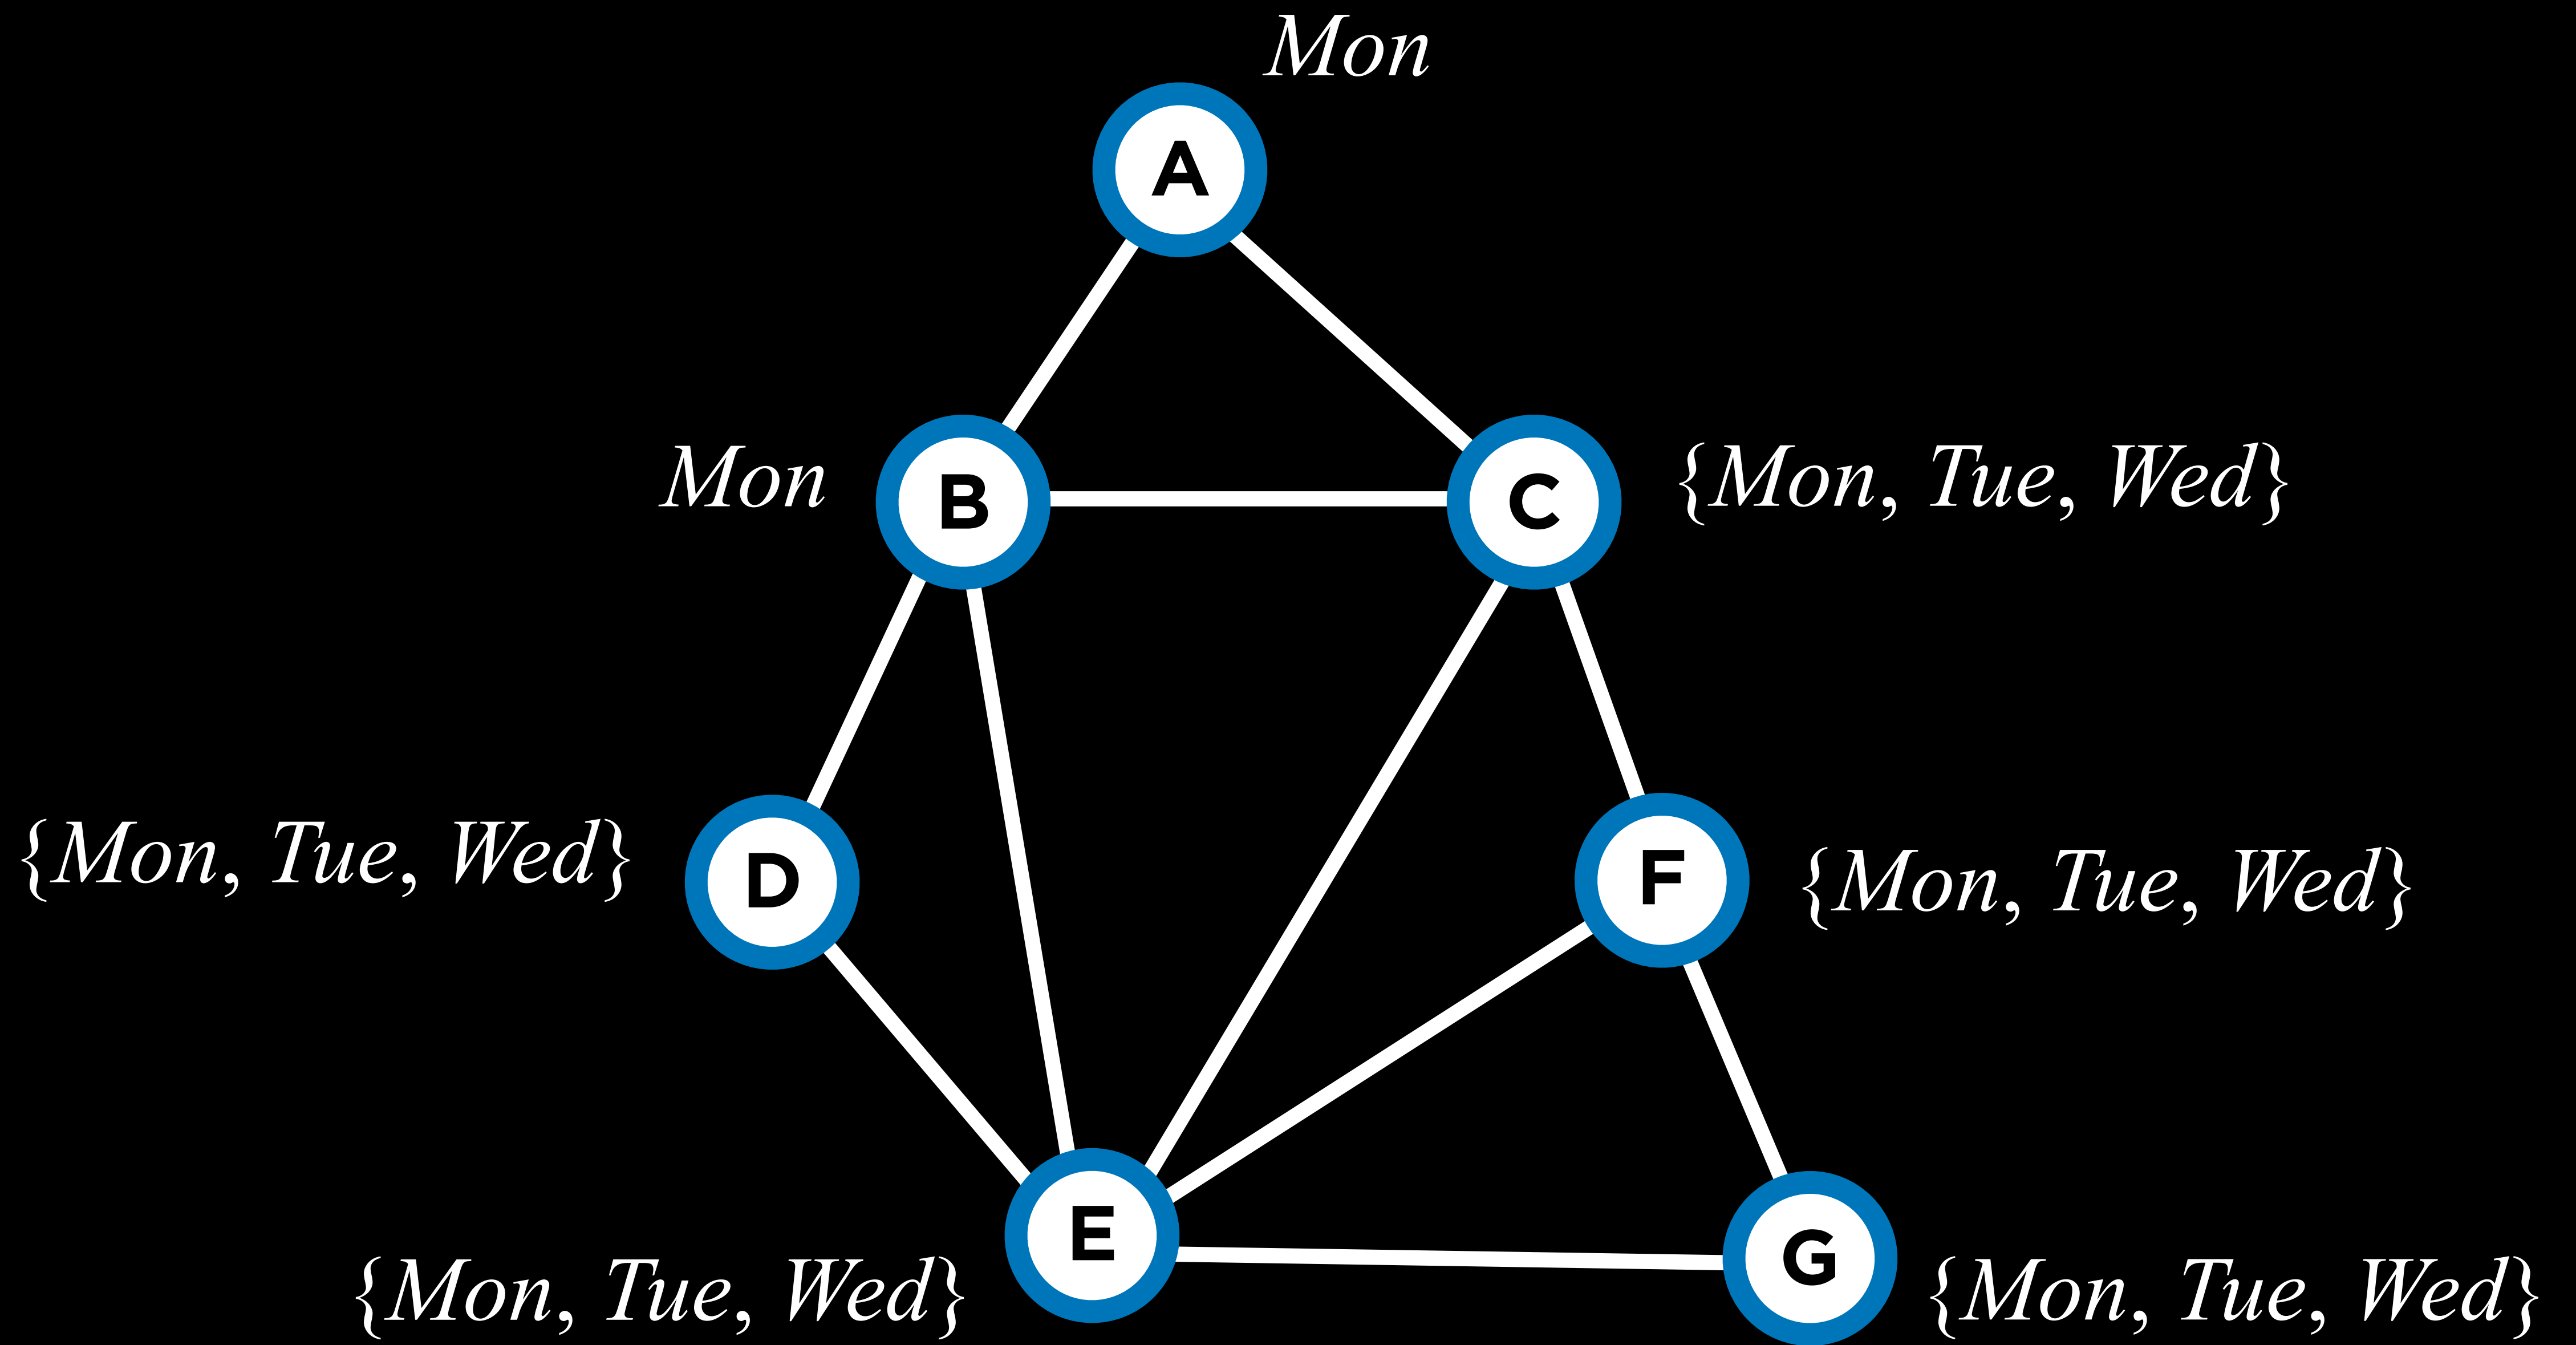 Mon
A
Mon
B
C
{Mon, Tue, Wed}
{Mon, Tue, Wed}
D
F
{Mon, Tue, Wed}
E
{Mon, Tue, Wed}
G
{Mon, Tue, Wed}